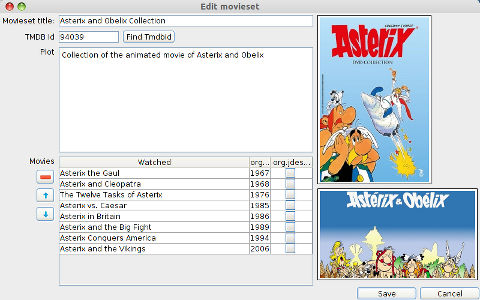 Edit movieset
Movieset title: Asterix and Obelix Collection
TMDB Id 94039 Find TmdbId
Plot Collection of the animated movie of Asterix and Obelix
Movies
Watched org... org.jdes...
Asterix the Gaul 1967
Asterix and Cleopatra 1968
The Twelve Tasks of Asterix 1976
Asterix vs. Caesar 1985
Asterix in Britain 1986
Asterix and the Big Fight 1989
Asterix Conquers America 1994
Asterix and the Vikings 2006
Asterix
DVD COLLECTION
Astérix & Obélix
Save Cancel